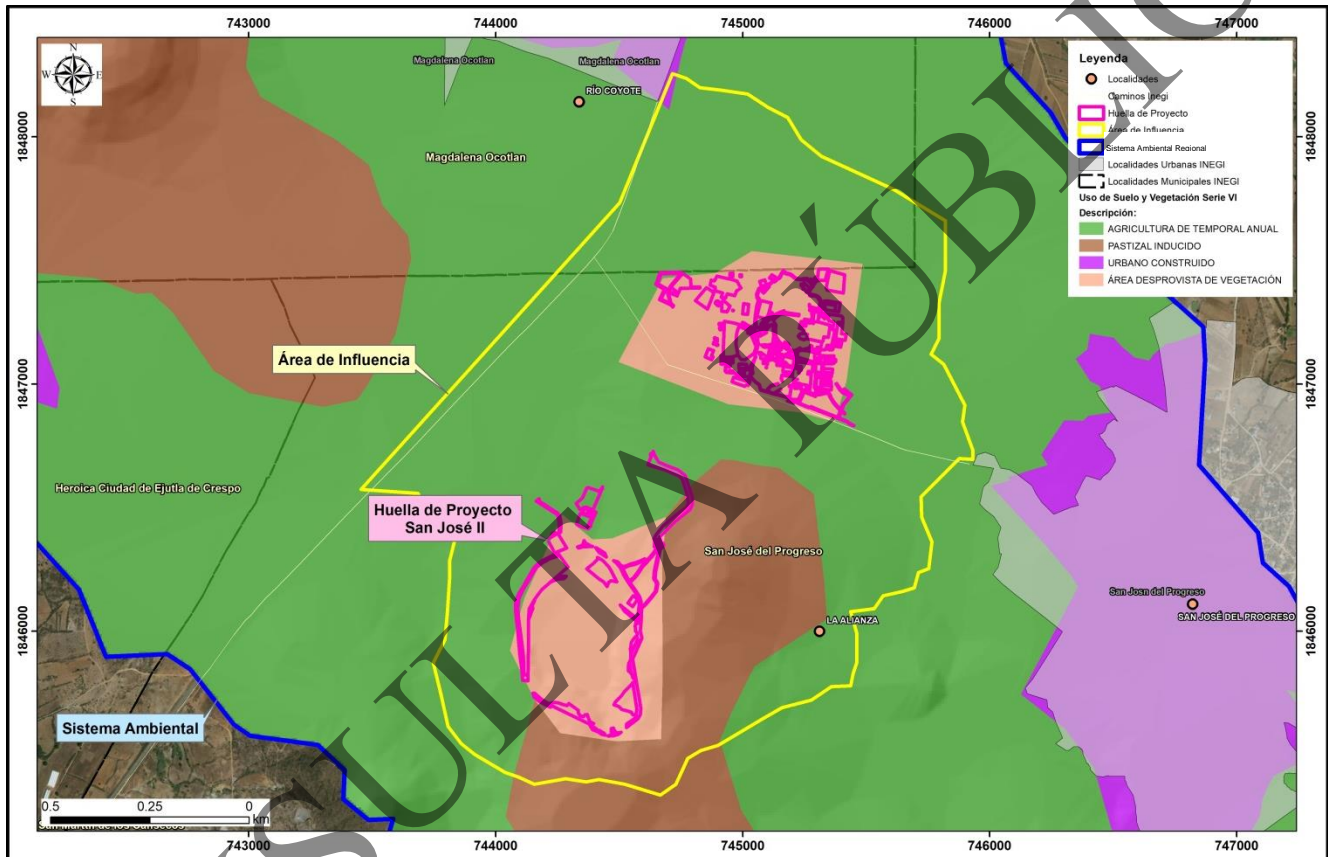 743000 744000 745000 746000 747000
N
W E
S
Magdalena Ocotlan
Magdalena Ocotlan
RÍO COYOTE
Magdalena Ocotlan
1848000
1848000
Leyenda
Localidades
Caminos Inegi
Huella de Proyecto
Área de Influencia
Sistema Ambiental Regional
Localidades Urbanas INEGI
Localidades Municipales INEGI
Uso de Suelo y Vegetación Serie VI
Descripción:
AGRICULTURA DE TEMPORAL ANUAL
PASTIZAL INDUCIDO
URBANO CONSTRUIDO
ÁREA DESPROVISTA DE VEGETACIÓN
Área de Influencia
1847000
1847000
Heroica Ciudad de Ejutla de Crespo
Huella de Proyecto
San José II
San José del Progreso
San Josn del Progreso
SAN JOSÉ DEL PROGRESO
LA ALIANZA
1846000
1846000
Sistema Ambiental
0.5 0.25 0
km
743000 744000 745000 746000 747000
SULTA PÚBLIC